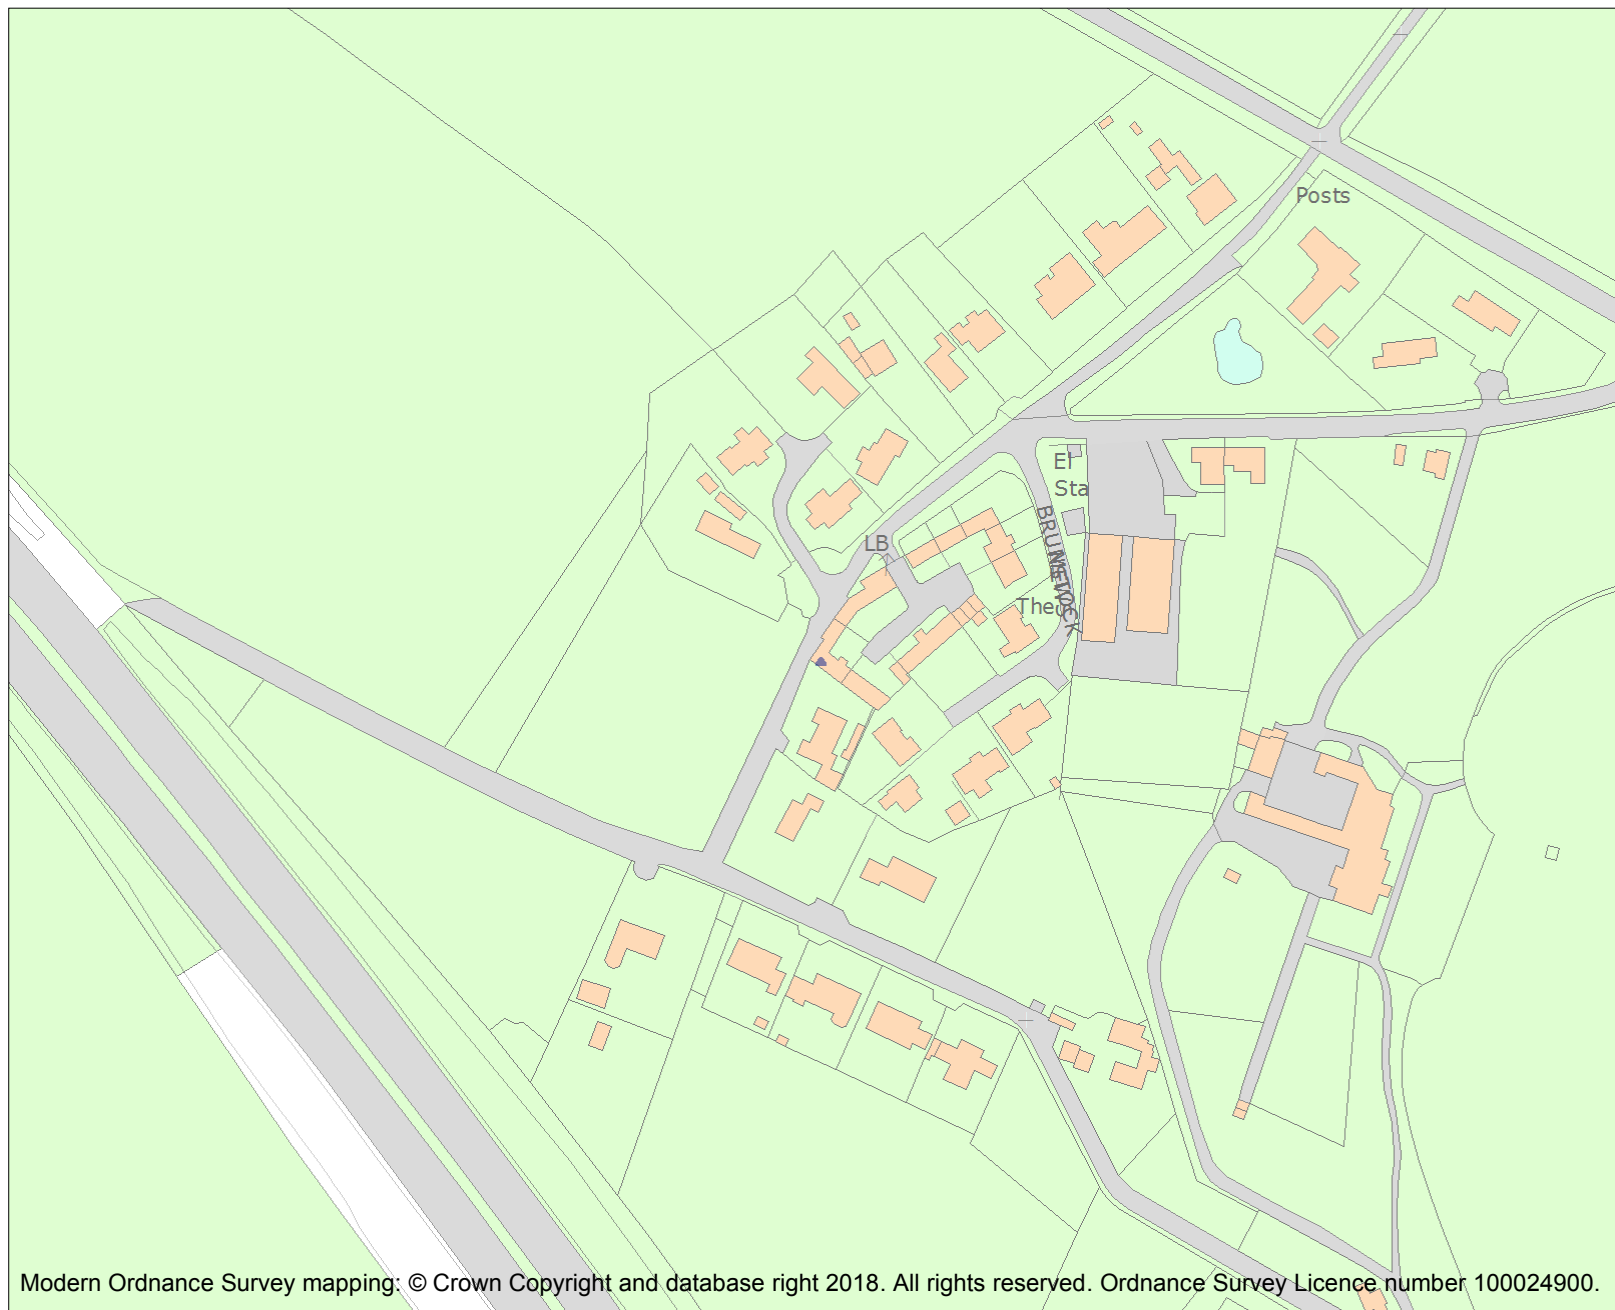 Posts
El
Sta
LB
BRUMSTOCK
The
Modern Ordnance Survey mapping: © Crown Copyright and database right 2018. All rights reserved. Ordnance Survey Licence number 100024900.